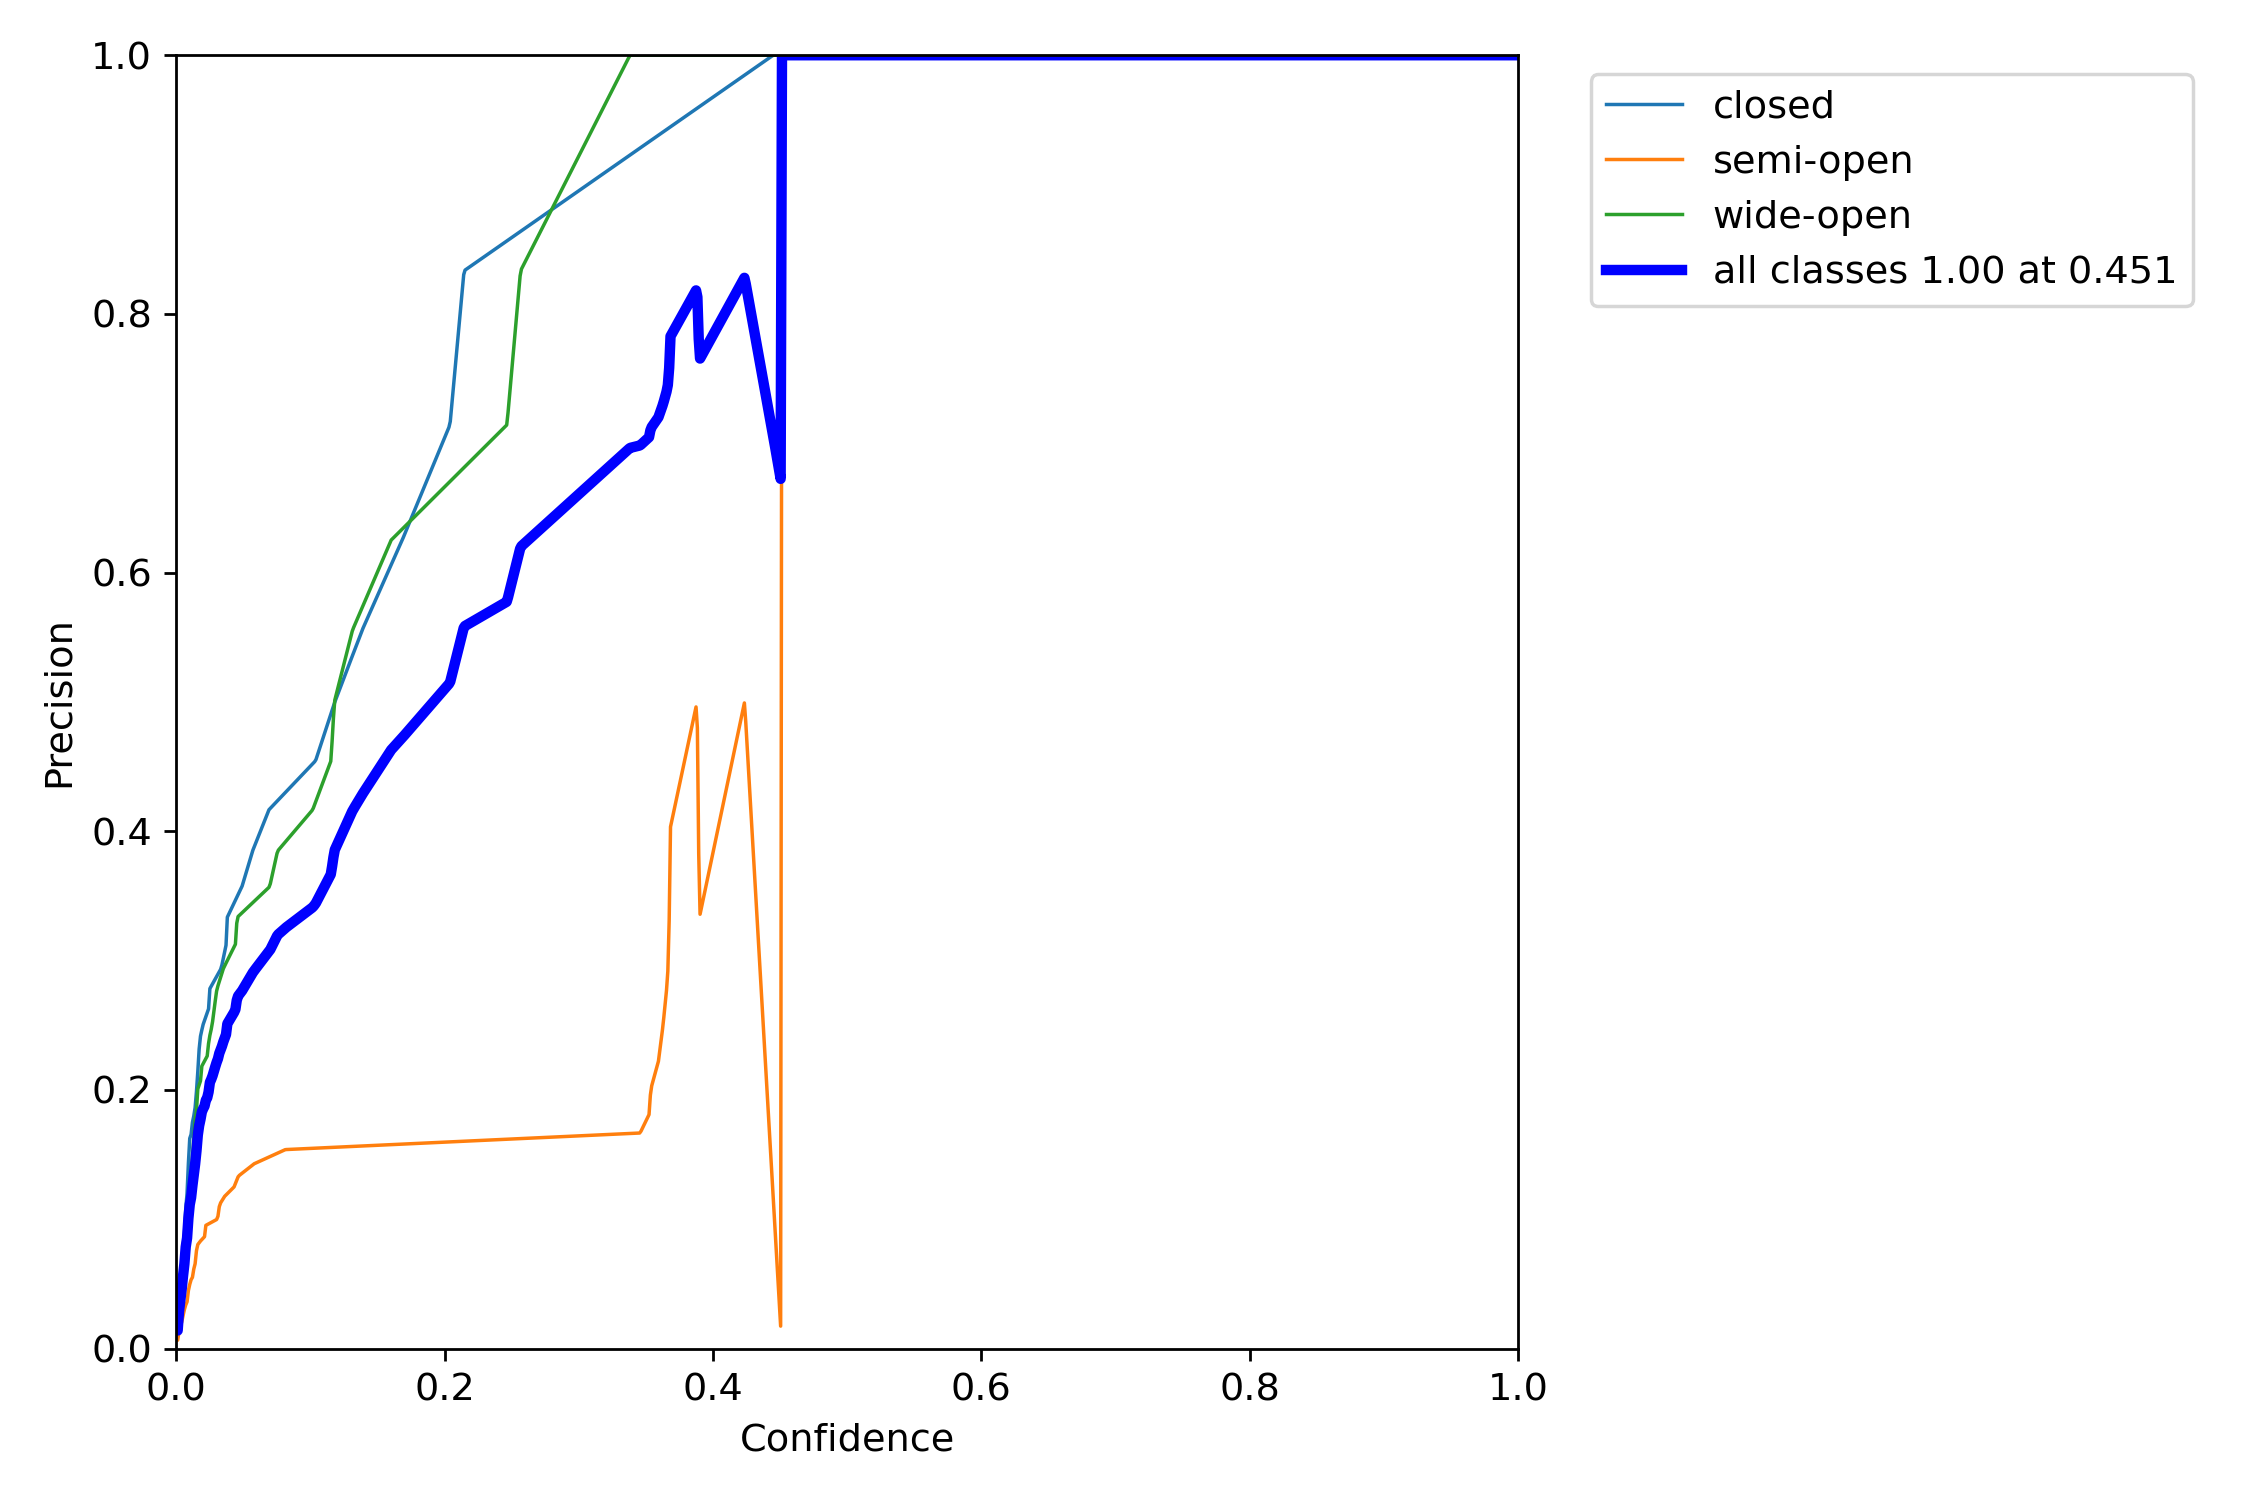 1.0
0.8
0.6
0.4
0.2
0.0
Precision
0.0 0.2 0.4 0.6 0.8 1.0
Confidence
closed
semi-open
wide-open
all classes 1.00 at 0.451